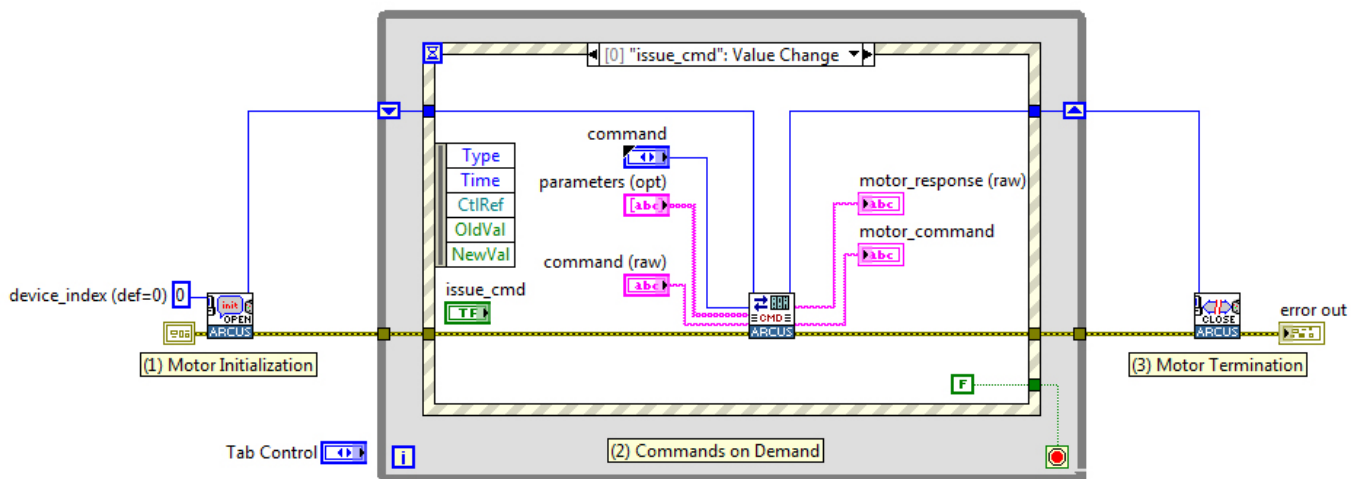 [0] "issue_cmd": Value Change
command
Type
Time
CtlRef
OldVal
NewVal
parameters (opt)
[abc]
command (raw)
abc
issue_cmd
TF
motor_response (raw)
abc
motor_command
abc
CMD
ARCUS
device_index (def=0)
0
init
OPEN
ARCUS
(1) Motor Initialization
CLOSE
ARCUS
error out
(3) Motor Termination
F
Tab Control
i
(2) Commands on Demand